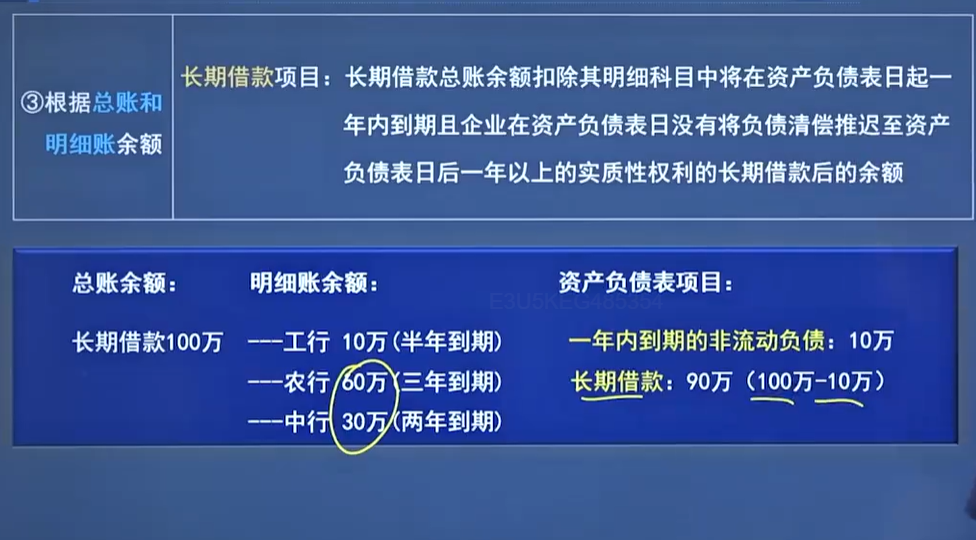 ③根据总账和
明细账余额
长期借款项目：长期借款总账余额扣除其明细科目中将在资产负债表日起一
年内到期且企业在资产负债表日没有将负债清偿推迟至资产
负债表日后一年以上的实质性权利的长期借款后的余额
总账余额： 明细账余额： 资产负债表项目：
E3U5KEG485354
长期借款100万 ---工行 10万(半年到期) 一年内到期的非流动负债：10万
---农行 60万(三年到期) 长期借款：90万（100万-10万）
---中行 30万(两年到期)